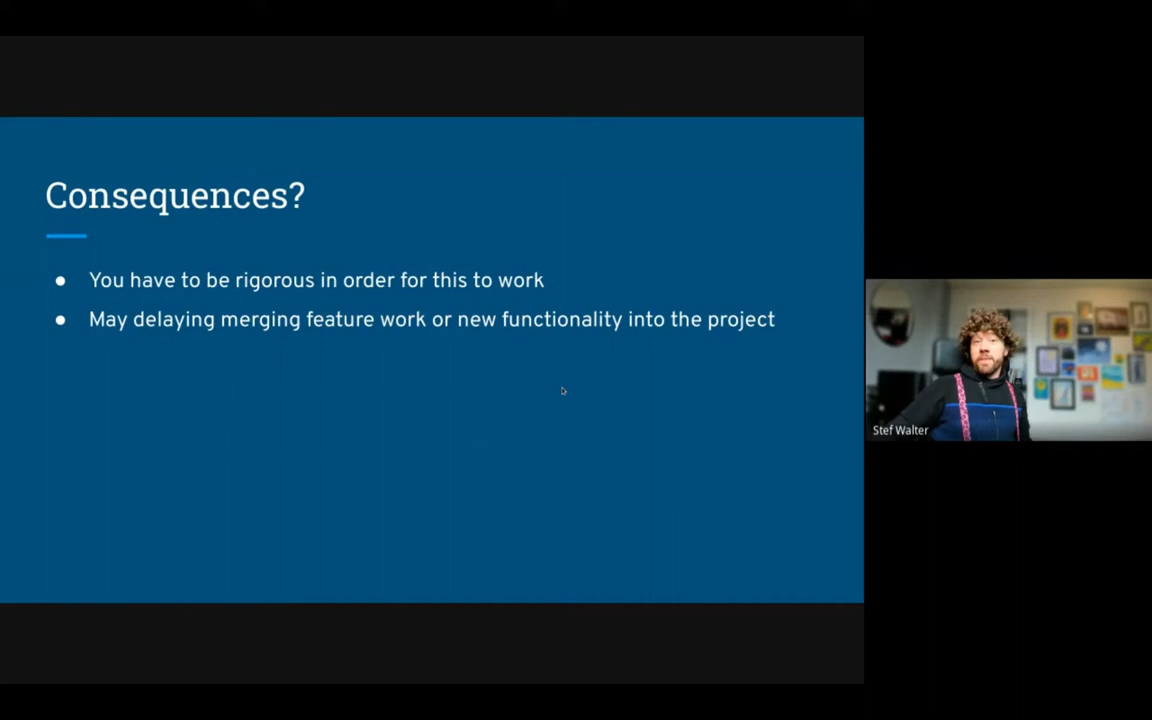 Consequences?
● You have to be rigorous in order for this to work
● May delaying merging feature work or new functionality into the project
Stef Walter